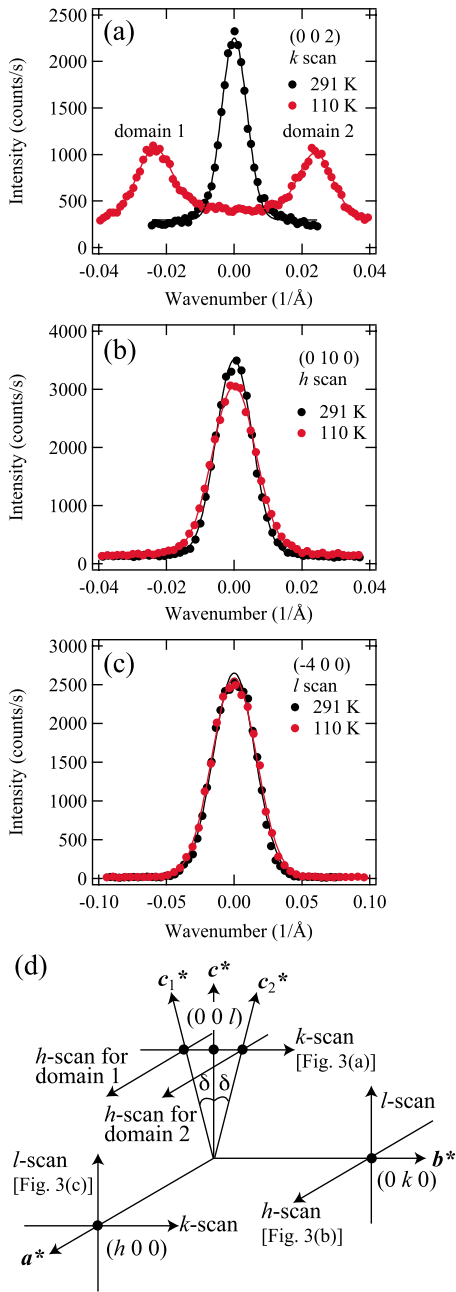 (a)
(0 0 2)
k scan
291 K
110 K
domain 1
domain 2
Intensity (counts/s)
2500
2000
1500
1000
500
0
-0.04
-0.02
0.00
0.02
0.04
Wavenumber (1/Å)
(b)
(0 10 0)
h scan
291 K
110 K
Intensity (counts/s)
4000
3000
2000
1000
0
-0.04
-0.02
0.00
0.02
0.04
Wavenumber (1/Å)
(c)
(-4 0 0)
l scan
291 K
110 K
Intensity (counts/s)
3000
2500
2000
1500
1000
500
0
-0.10
-0.05
0.00
0.05
0.10
Wavenumber (1/Å)
(d)
c1*
c*
c2*
(0 0 l)
k-scan
[Fig. 3(a)]
h-scan for
domain 1
δ
δ
h-scan for
domain 2
l-scan
l-scan
[Fig. 3(c)]
b*
(0 k 0)
h-scan
[Fig. 3(b)]
k-scan
(h 0 0)
a*